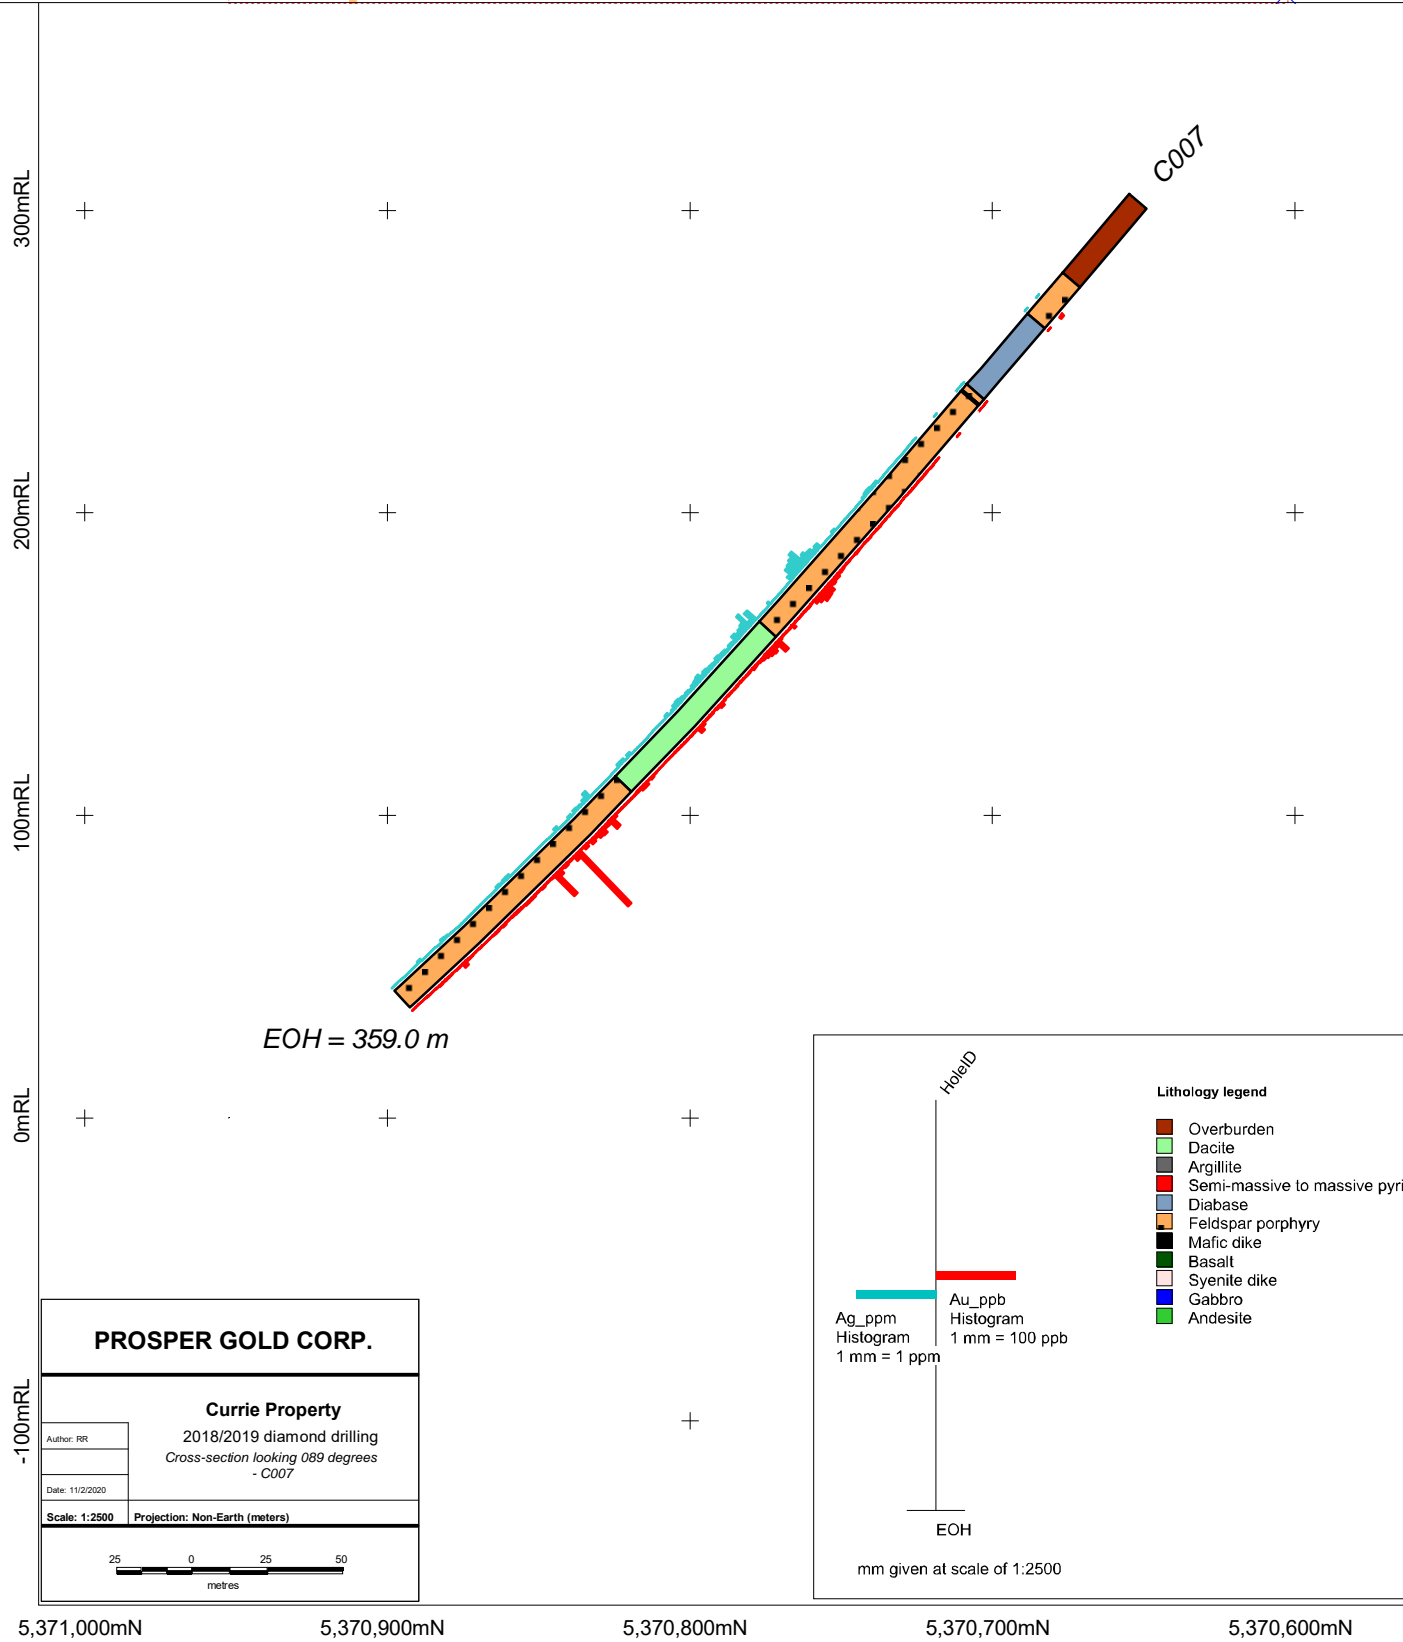 C007
300mRL
200mRL
100mRL
0mRL
-100mRL
EOH = 359.0 m
HoleID
Ag_ppm
Histogram
1 mm = 1 ppm
Au_ppb
Histogram
1 mm = 100 ppb
EOH
mm given at scale of 1:2500
Lithology legend
Overburden
Dacite
Argillite
Semi-massive to massive pyri
Diabase
Feldspar porphyry
Mafic dike
Basalt
Syenite dike
Gabbro
Andesite
PROSPER GOLD CORP.
Currie Property
2018/2019 diamond drilling
Cross-section looking 089 degrees
- C007
Author: RR
Date: 11/2/2020
Scale: 1:2500
Projection: Non-Earth (meters)
25 0 25 50
metres
5,371,000mN 5,370,900mN 5,370,800mN 5,370,700mN 5,370,600mN